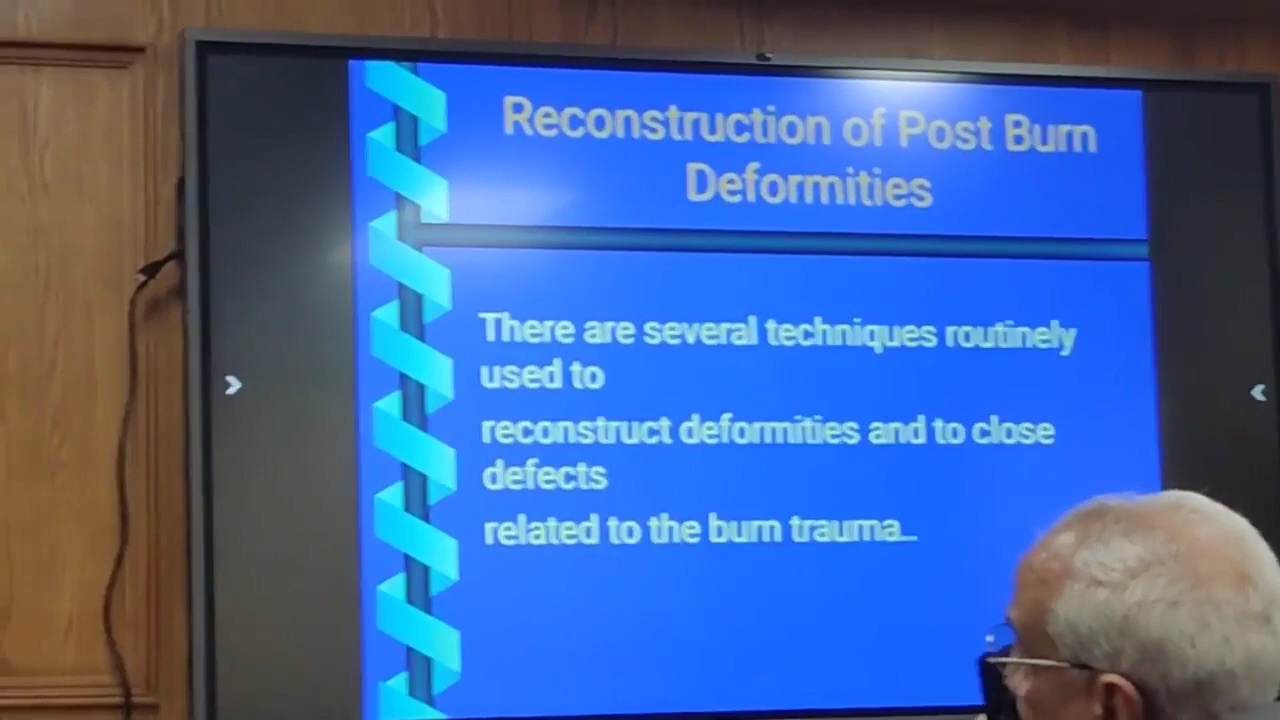 Reconstruction of Post Burn
Deformities
There are several techniques routinely
used to
reconstruct deformities and to close
defects
related to the burn trauma..